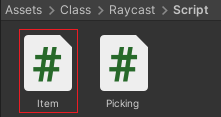 Assets > Class > Raycast > Script
# #
Item Picking